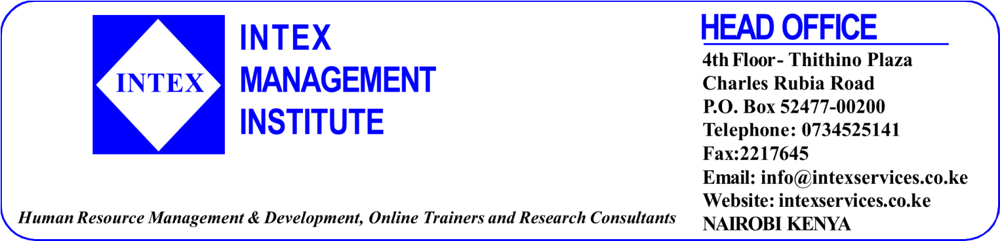 INTEX
INTEX
MANAGEMENT
INSTITUTE
Human Resource Management & Development, Online Trainers and Research Consultants
HEAD OFFICE
4th Floor- Thithino Plaza
Charles Rubia Road
P.O. Box 52477-00200
Telephone: 0734525141
Fax:2217645
Email: info@intexservices.co.ke
Website: intexservices.co.ke
NAIROBI KENYA